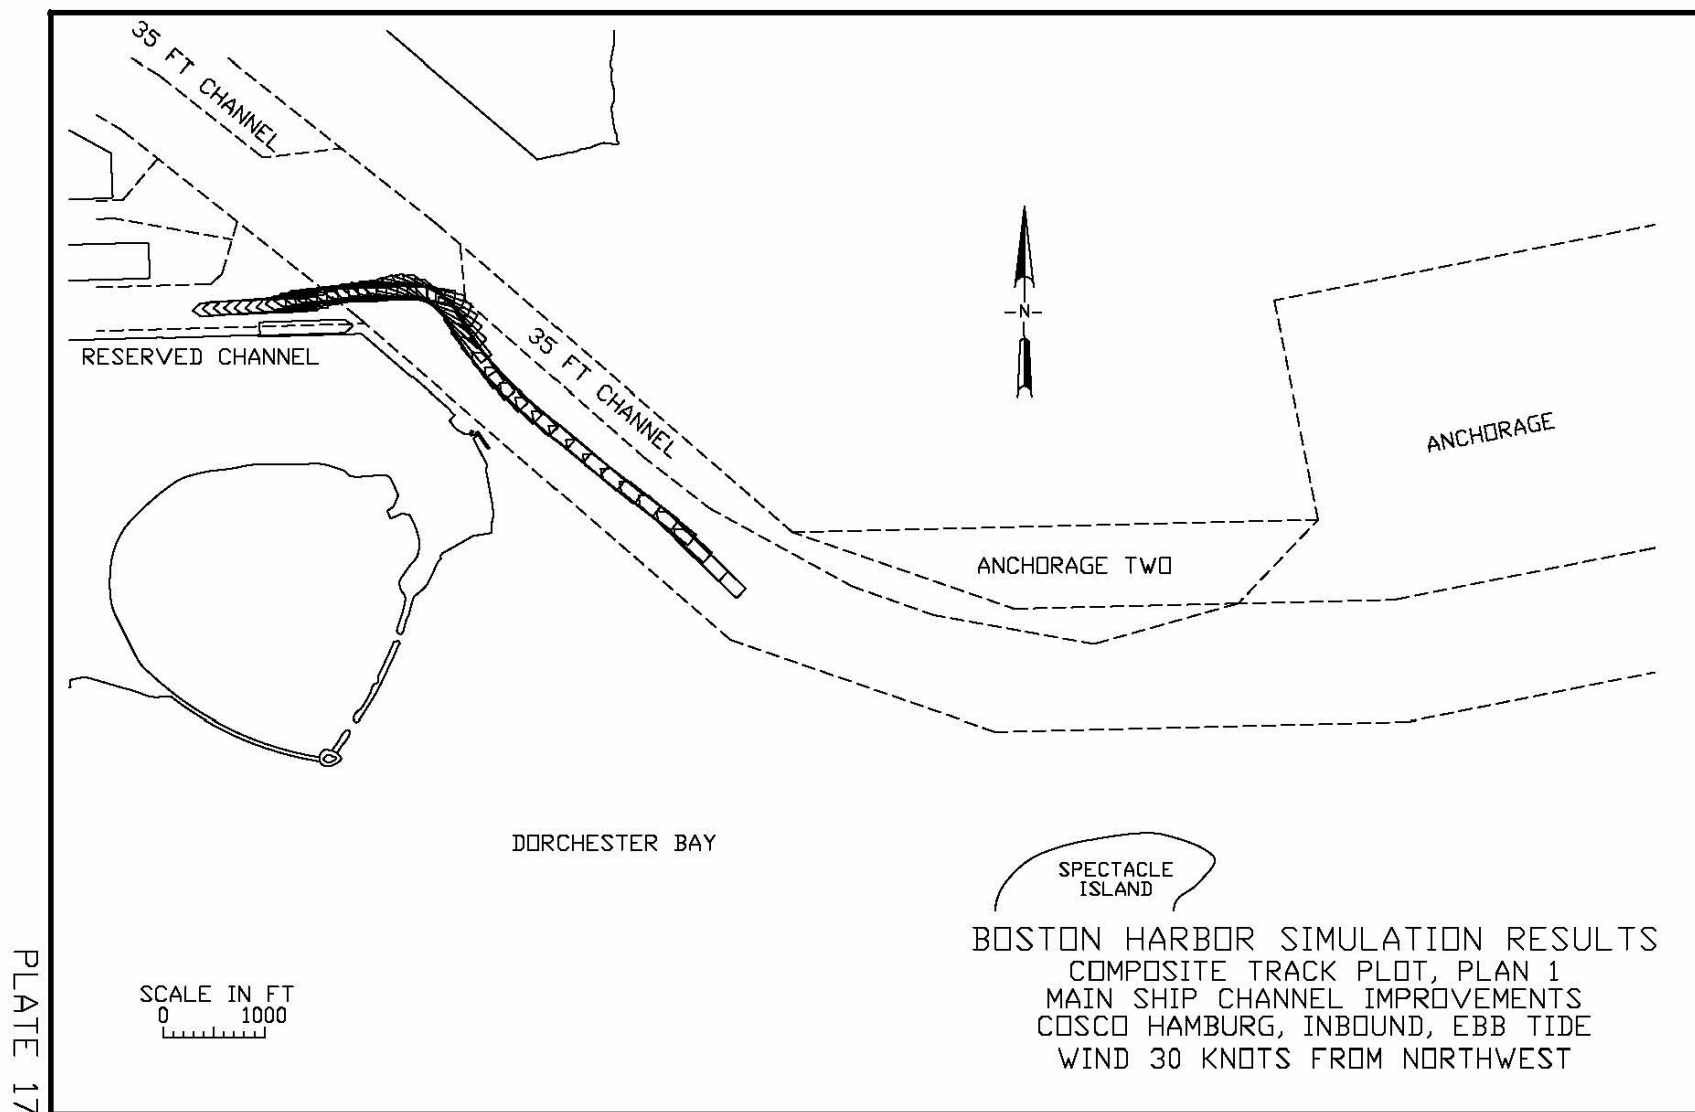 35 FT CHANNEL
-N-
35 FT CHANNEL
RESERVED CHANNEL
ANCHORAGE
ANCHORAGE TWO
DORCHESTER BAY
SPECTACLE
ISLAND
BOSTON HARBOR SIMULATION RESULTS
COMPOSITE TRACK PLOT, PLAN 1
MAIN SHIP CHANNEL IMPROVEMENTS
COSCO HAMBURG, INBOUND, EBB TIDE
WIND 30 KNOTS FROM NORTHWEST
SCALE IN FT
0 1000
PLATE 17